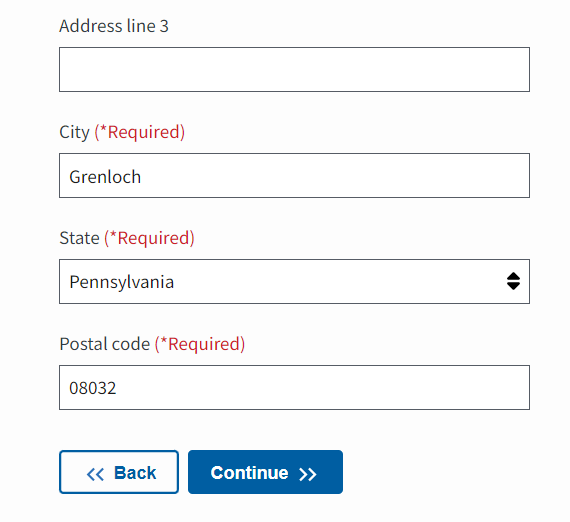 Address line 3
City (*Required)
Grenloch
State (*Required)
Pennsylvania
Postal code (*Required)
08032
Back Continue